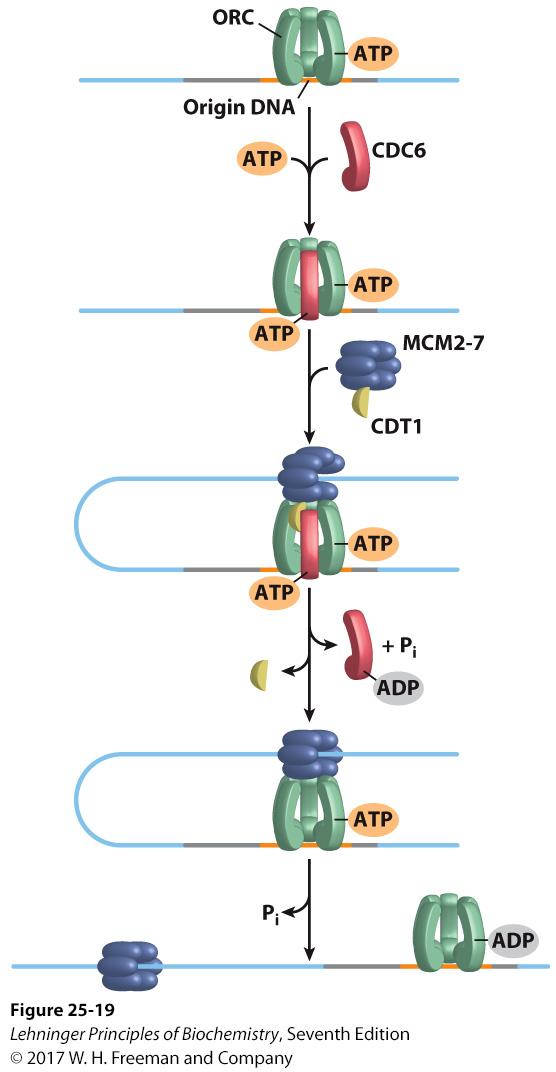 ORC
ATP
Origin DNA
ATP
CDC6
ATP
ATP
MCM2-7
CDT1
ATP
ATP
+ Pi
ADP
ATP
Pi
ADP
Figure 25-19
Lehninger Principles of Biochemistry, Seventh Edition
© 2017 W. H. Freeman and Company